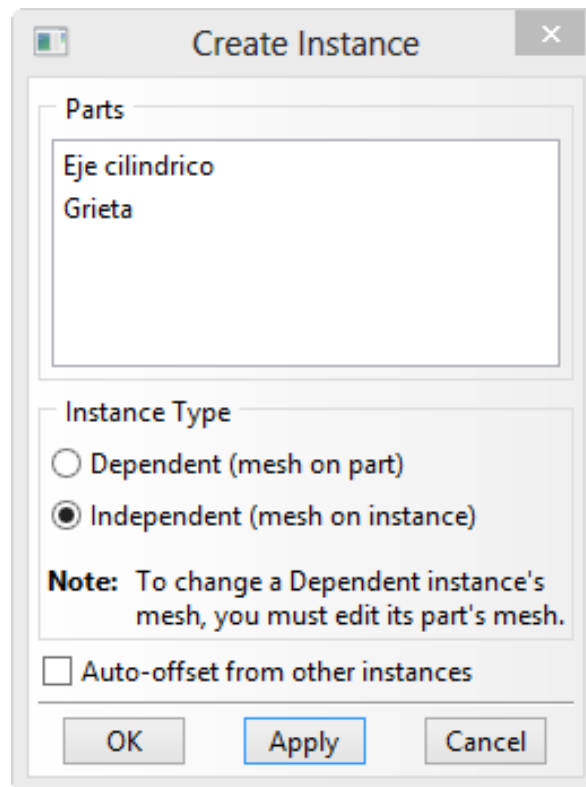 Create Instance
Parts
Eje cilindrico
Grieta
Instance Type
Dependent (mesh on part)
Independent (mesh on instance)
Note: To change a Dependent instance's
mesh, you must edit its part's mesh.
Auto-offset from other instances
OK Apply Cancel